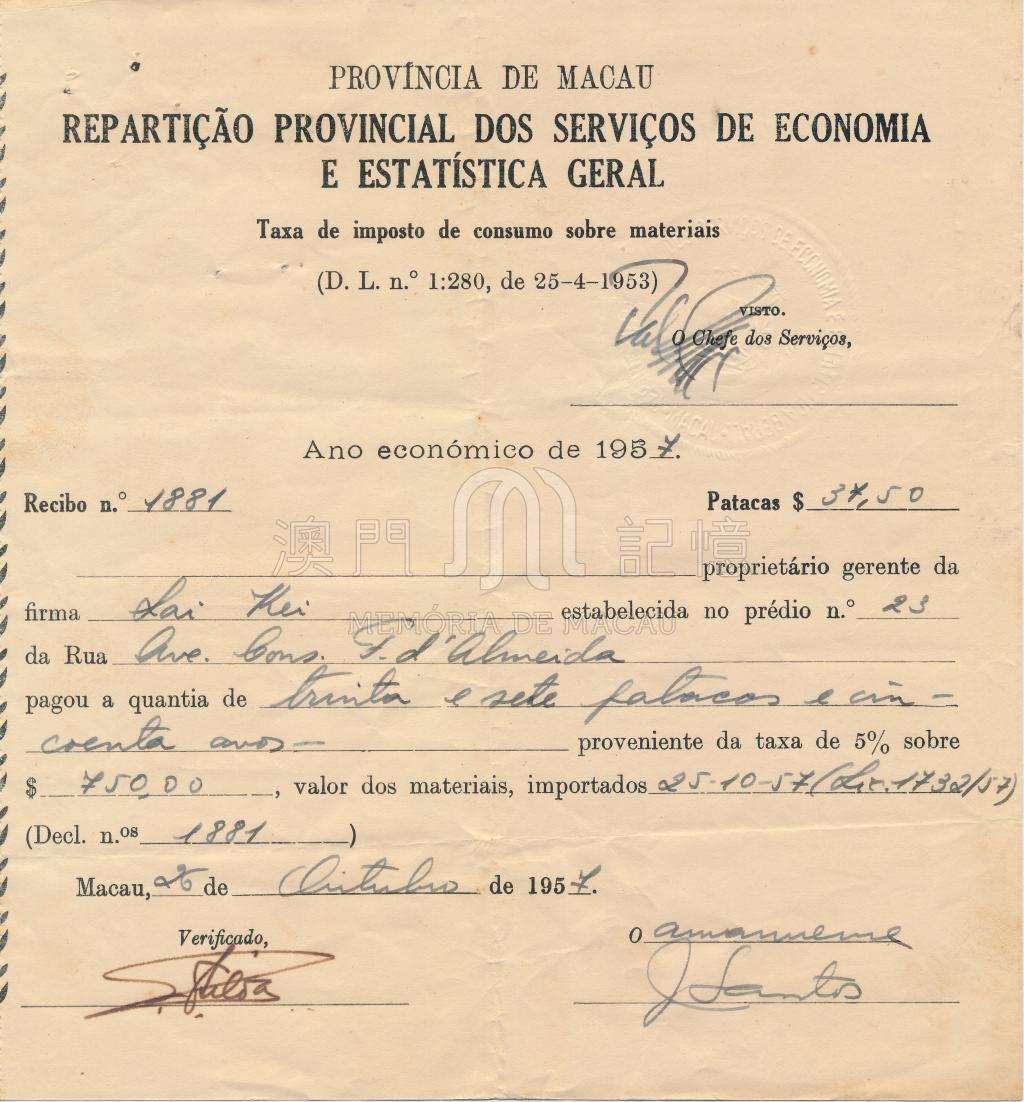 PROVÍNCIA DE MACAU
REPARTIÇÃO PROVINCIAL DOS SERVIÇOS DE ECONOMIA
E ESTATÍSTICA GERAL
Taxa de imposto de consumo sobre materiais
(D. L. n.º 1:280, de 25-4-1953)
VISTO.
O Chefe dos Serviços,
Ano económico de 1957.
Recibo n.º 1881 Patacas $ 37,50
澳門 記憶
proprietário gerente da
firma Lai Kei estabelecida no prédio n.º 23
MEMÓRIA DE MACAU
da Rua Ave. Cons. F. d'Almeida
pagou a quantia de trinta e sete patacas e cin-
coenta avos— proveniente da taxa de 5% sobre
$ 750,00, valor dos materiais, importados 25-10-57 (Lic. 1732/57)
(Decl. n.os 1881)
Macau, 26 de Outubro de 1957.
Verificado, O amanuense
J Santos